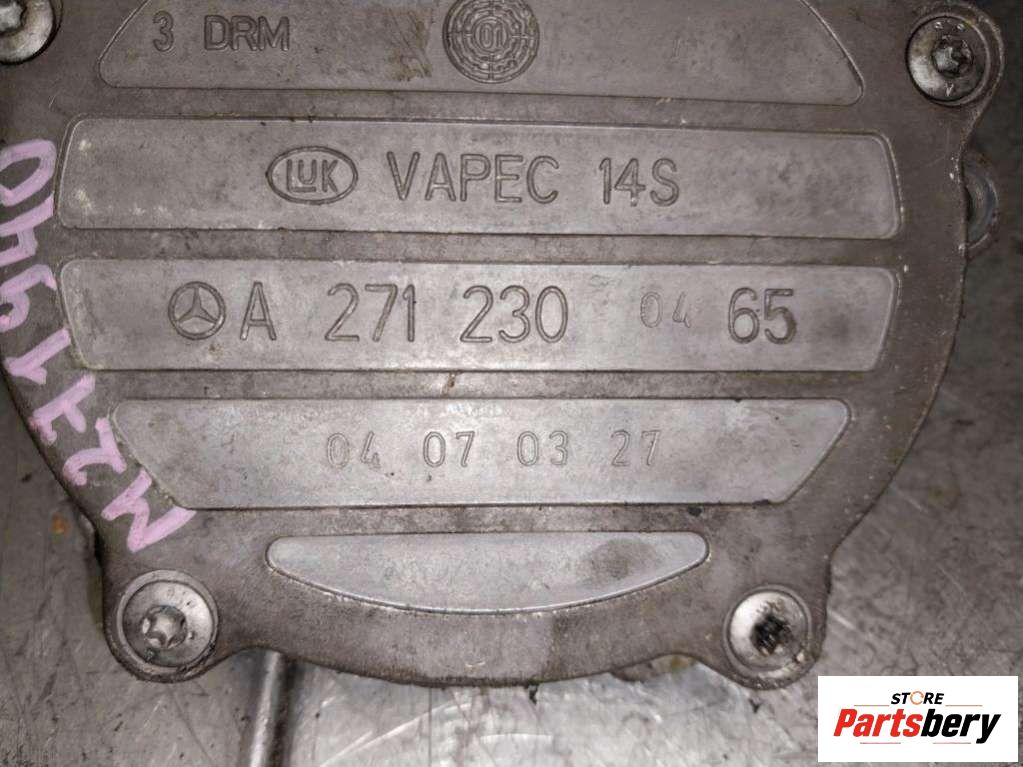 3 DRM 01
LUK VAPEC 14S
A 271 230 04 65
04 07 03 27
M271940
STORE
Partsbery